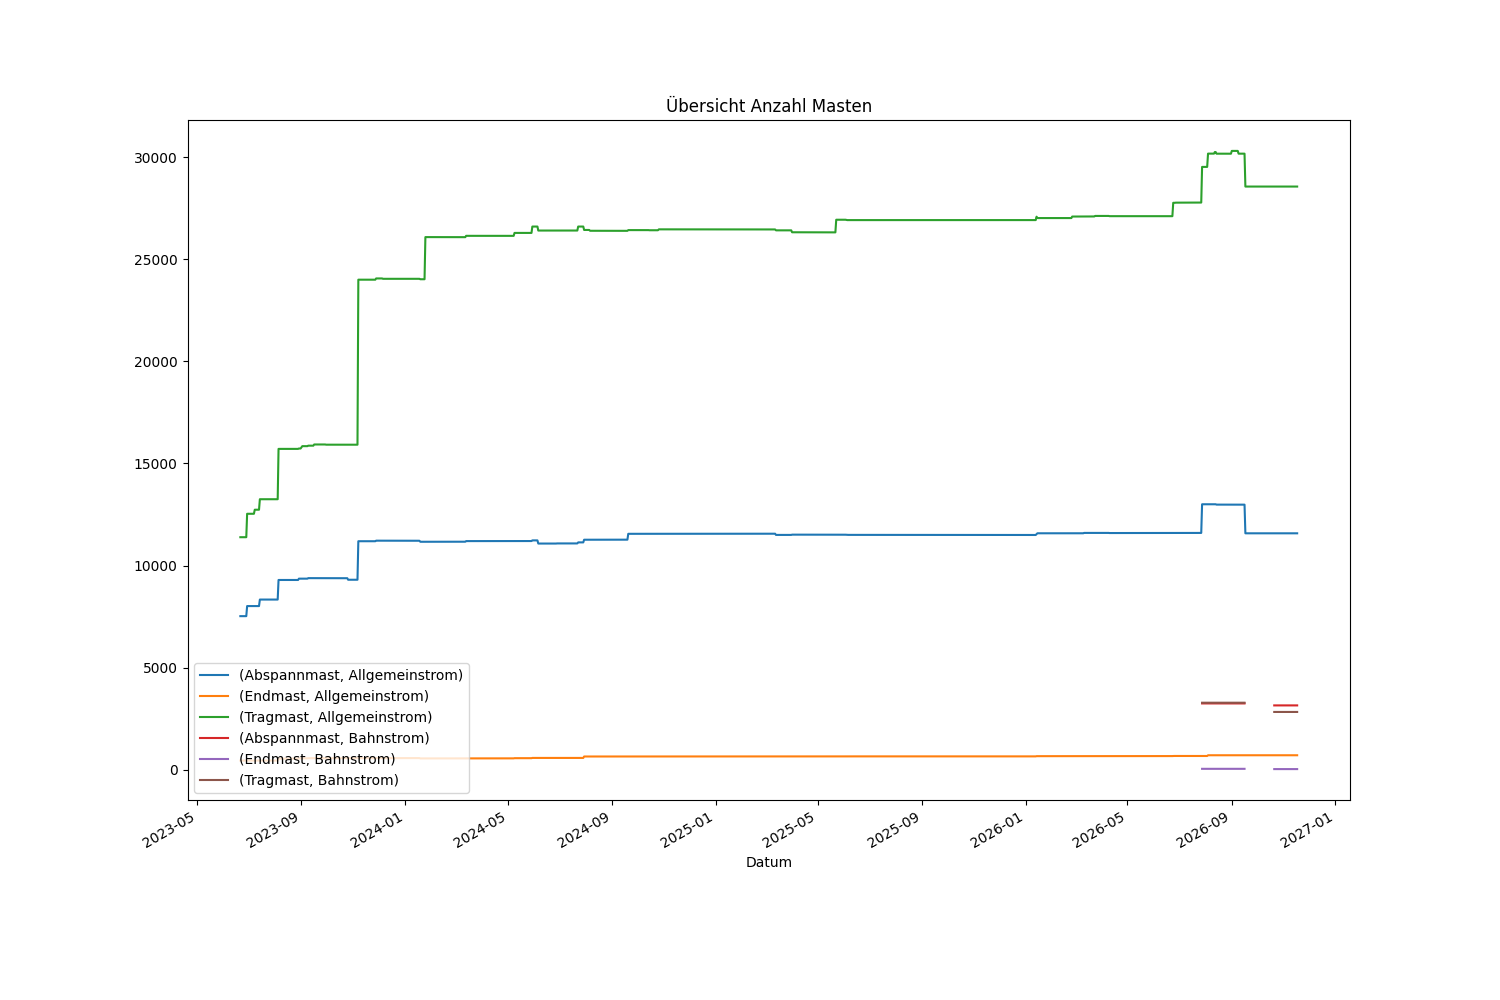 Übersicht Anzahl Masten
30000
25000
20000
15000
10000
5000
0
(Abspannmast, Allgemeinstrom)
(Endmast, Allgemeinstrom)
(Tragmast, Allgemeinstrom)
(Abspannmast, Bahnstrom)
(Endmast, Bahnstrom)
(Tragmast, Bahnstrom)
2023-05
2023-09
2024-01
2024-05
2024-09
2025-01
2025-05
2025-09
2026-01
2026-05
2026-09
2027-01
Datum